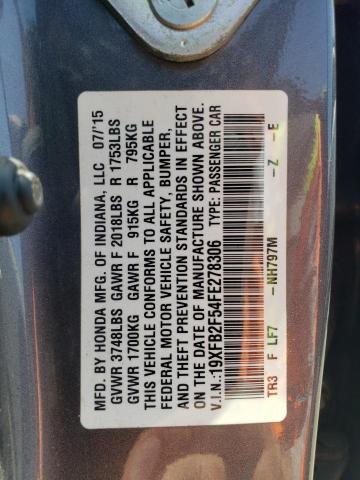 MFD. BY HONDA MFG. OF INDIANA, LLC 07/'15
GVWR 3748LBS GAWR F 2018LBS R 1753LBS
GVWR 1700KG GAWR F 915KG R 795KG
THIS VEHICLE CONFORMS TO ALL APPLICABLE
FEDERAL MOTOR VEHICLE SAFETY, BUMPER,
AND THEFT PREVENTION STANDARDS IN EFFECT
ON THE DATE OF MANUFACTURE SHOWN ABOVE.
V.I.N.:19XFB2F54FE278306 TYPE: PASSENGER CAR
TR3 F LF7 -NH797M -Z -E